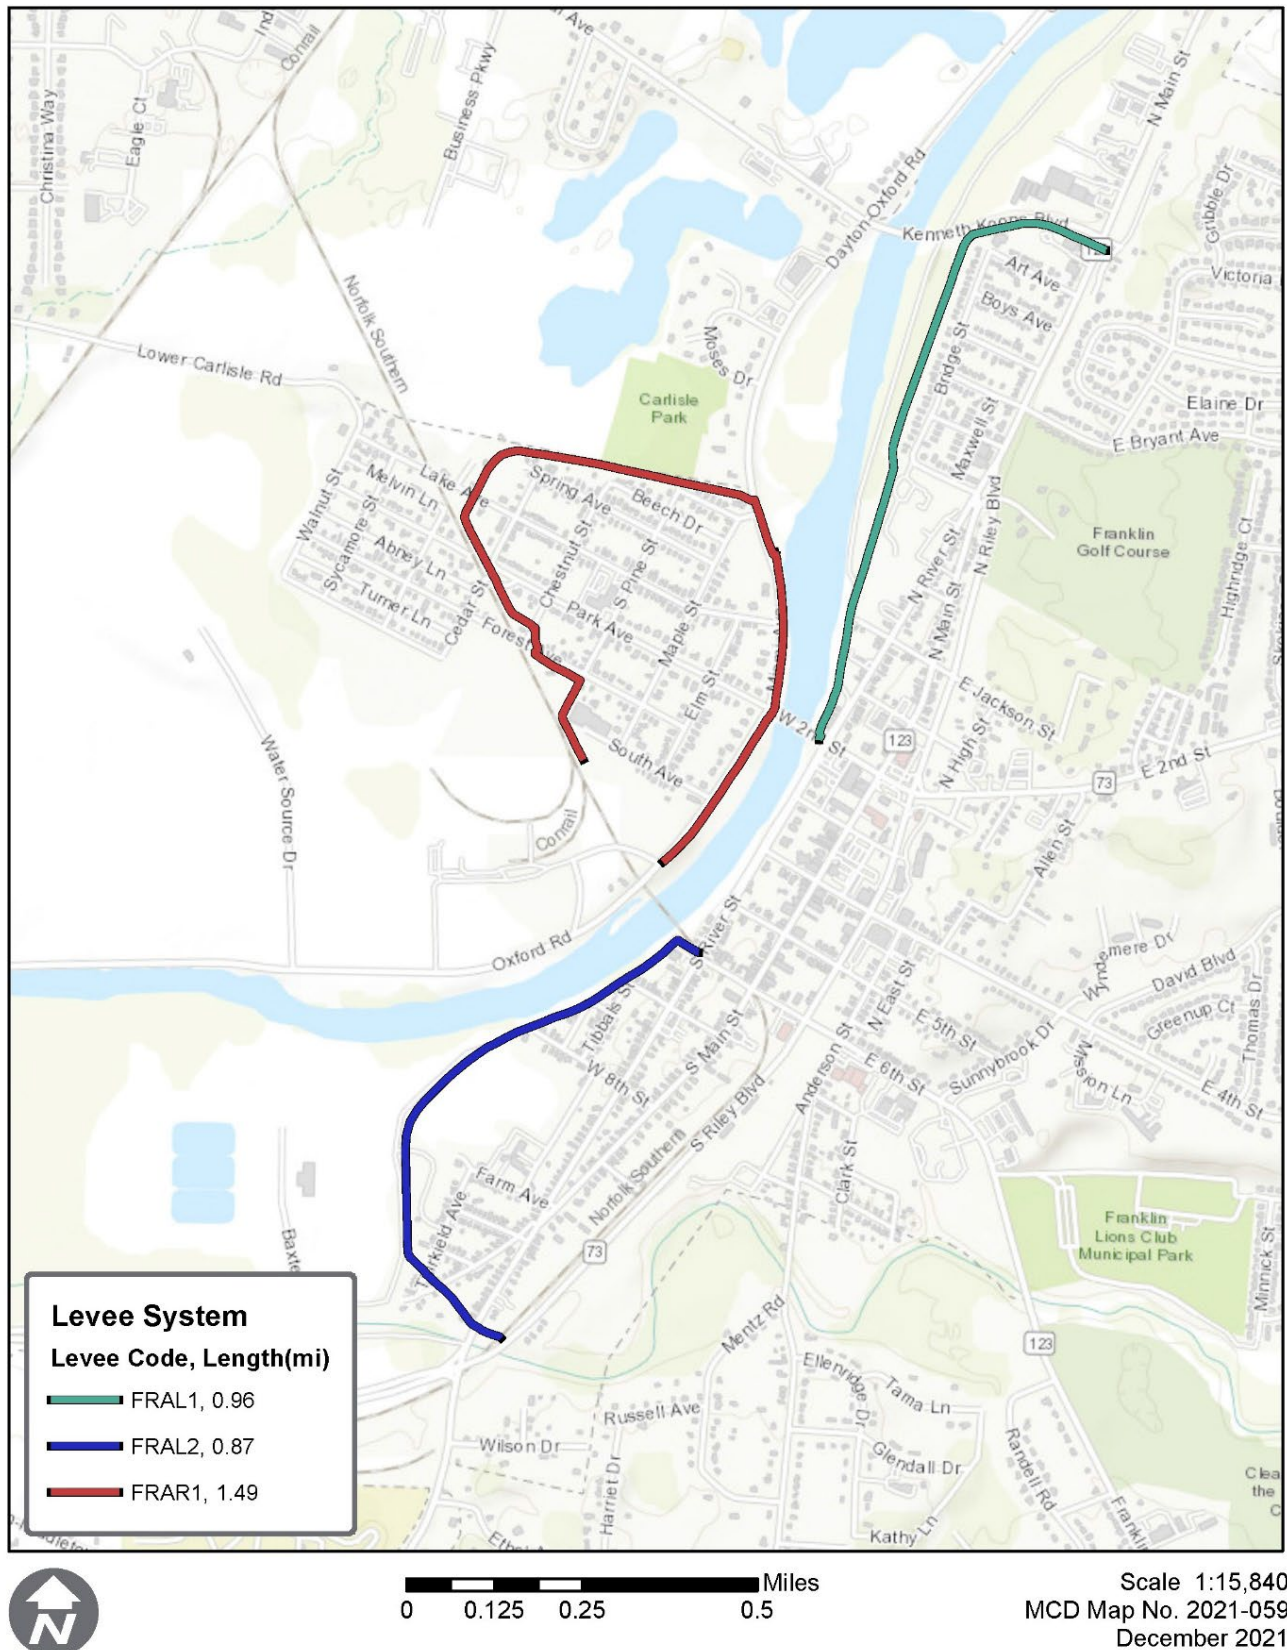 Conrail
Christina Way
Eagle Ct
Business Pkwy
N Main St
Dayton Oxford Rd
Kenneth Koons Blvd
Gribble Dr
Art Ave
Victoria
Boys Ave
Norfolk Southern
Lower Carlisle Rd
Moses Dr
Bridge St
Carlisle
Park
Elaine Dr
Maxwell St
E Bryant Ave
Walnut St
Lake Ave
Melvin Ln
Spring Ave
Beech Dr
N Riley Blvd
Franklin
Golf Course
Highridge Ct
Sycamore St
Abney Ln
Chestnut St
S Pine St
N River St
Turner Ln
Cedar St
Park Ave
Forest Ave
Maple St
N Main St
Elm St
E Jackson St
W 2nd St
123
N High St
South Ave
E 2nd St
73
Water Source Dr
Conrail
Allen St
S River St
Oxford Rd
Wyndemere Dr
David Blvd
N East St
Greenup Ct
Thomas Dr
Tibbals St
S Main St
E 5th St
Sunnybrook Dr
Mission Ln
W 8th St
Anderson St
E 6th St
E 4th St
S Riley Blvd
Norfolk Southern
Clark St
Farm Ave
Thirkield Ave
Franklin
Lions Club
Municipal Park
73
Minnick St
Baxte
Mentz Rd
123
Ellenridge Dr
Tama Ln
Russell Ave
Wilson Dr
Harriet Dr
Glendall Dr
Randell Rd
Kathy Ln
Franklin
Clea
the
C
Levee System
Levee Code, Length(mi)
FRAL1, 0.96
FRAL2, 0.87
FRAR1, 1.49
N
Miles
0 0.125 0.25 0.5
Scale 1:15,840
MCD Map No. 2021-059
December 2021